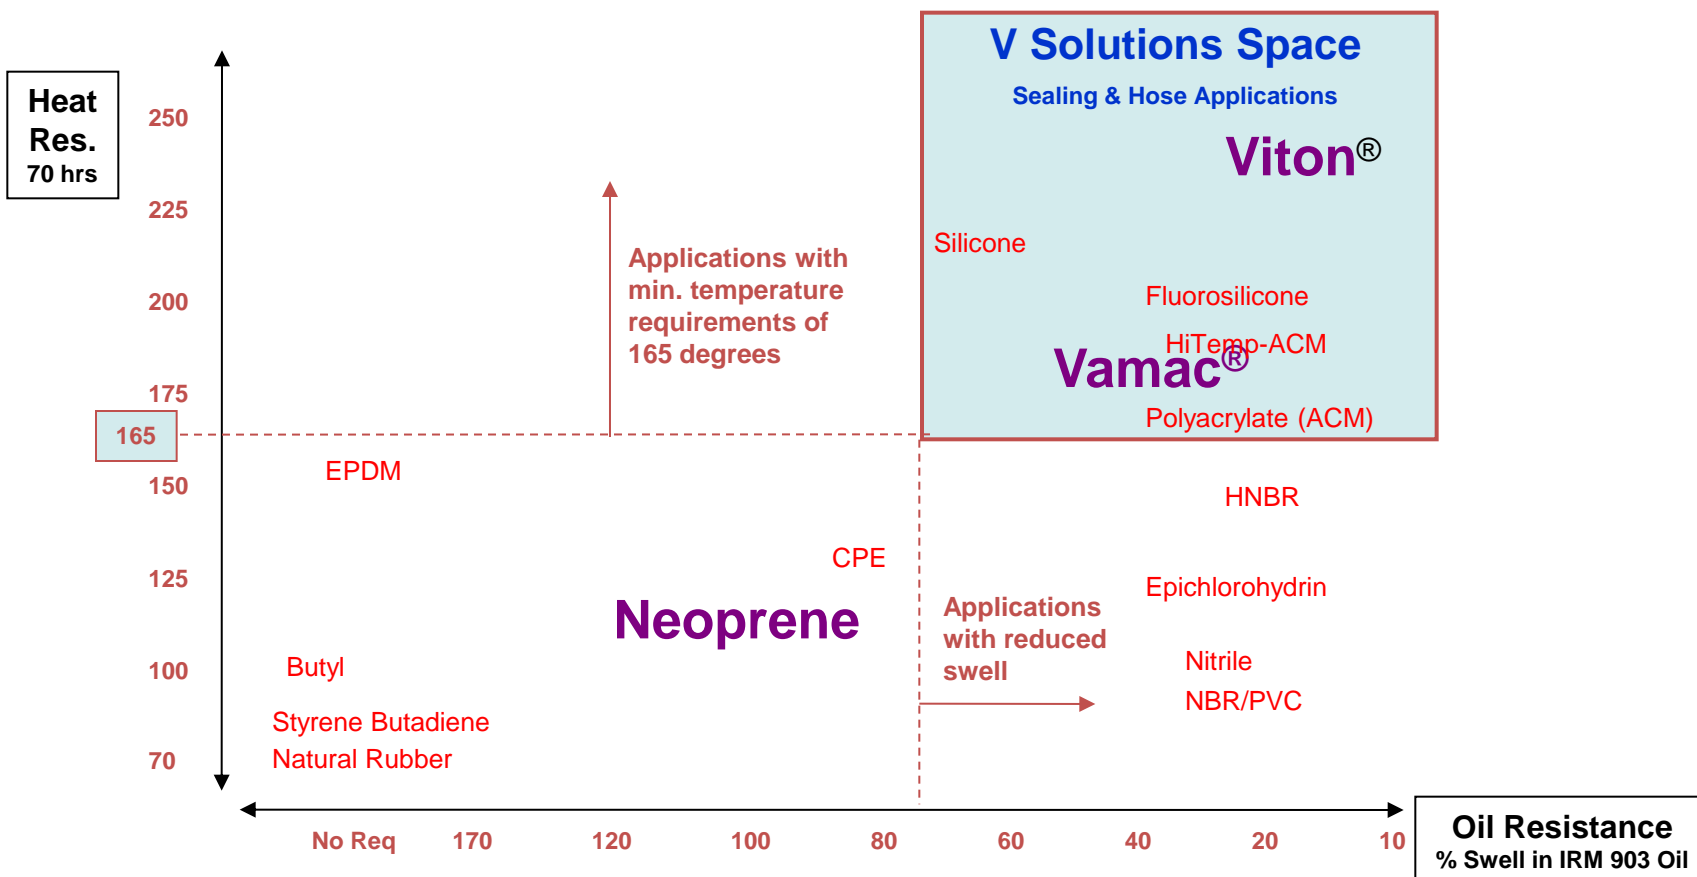 V Solutions Space
Sealing & Hose Applications
Heat
Res.
70 hrs
250
Viton®
225
Silicone
Applications with
min. temperature
requirements of
165 degrees
200
Fluorosilicone
HiTemp-ACM
Vamac®
175
Polyacrylate (ACM)
165
EPDM
150
HNBR
CPE
125
Epichlorohydrin
Neoprene
Applications
with reduced
swell
Butyl
100
Nitrile
NBR/PVC
Styrene Butadiene
70
Natural Rubber
No Req
170
120
100
80
60
40
20
10
Oil Resistance
% Swell in IRM 903 Oil